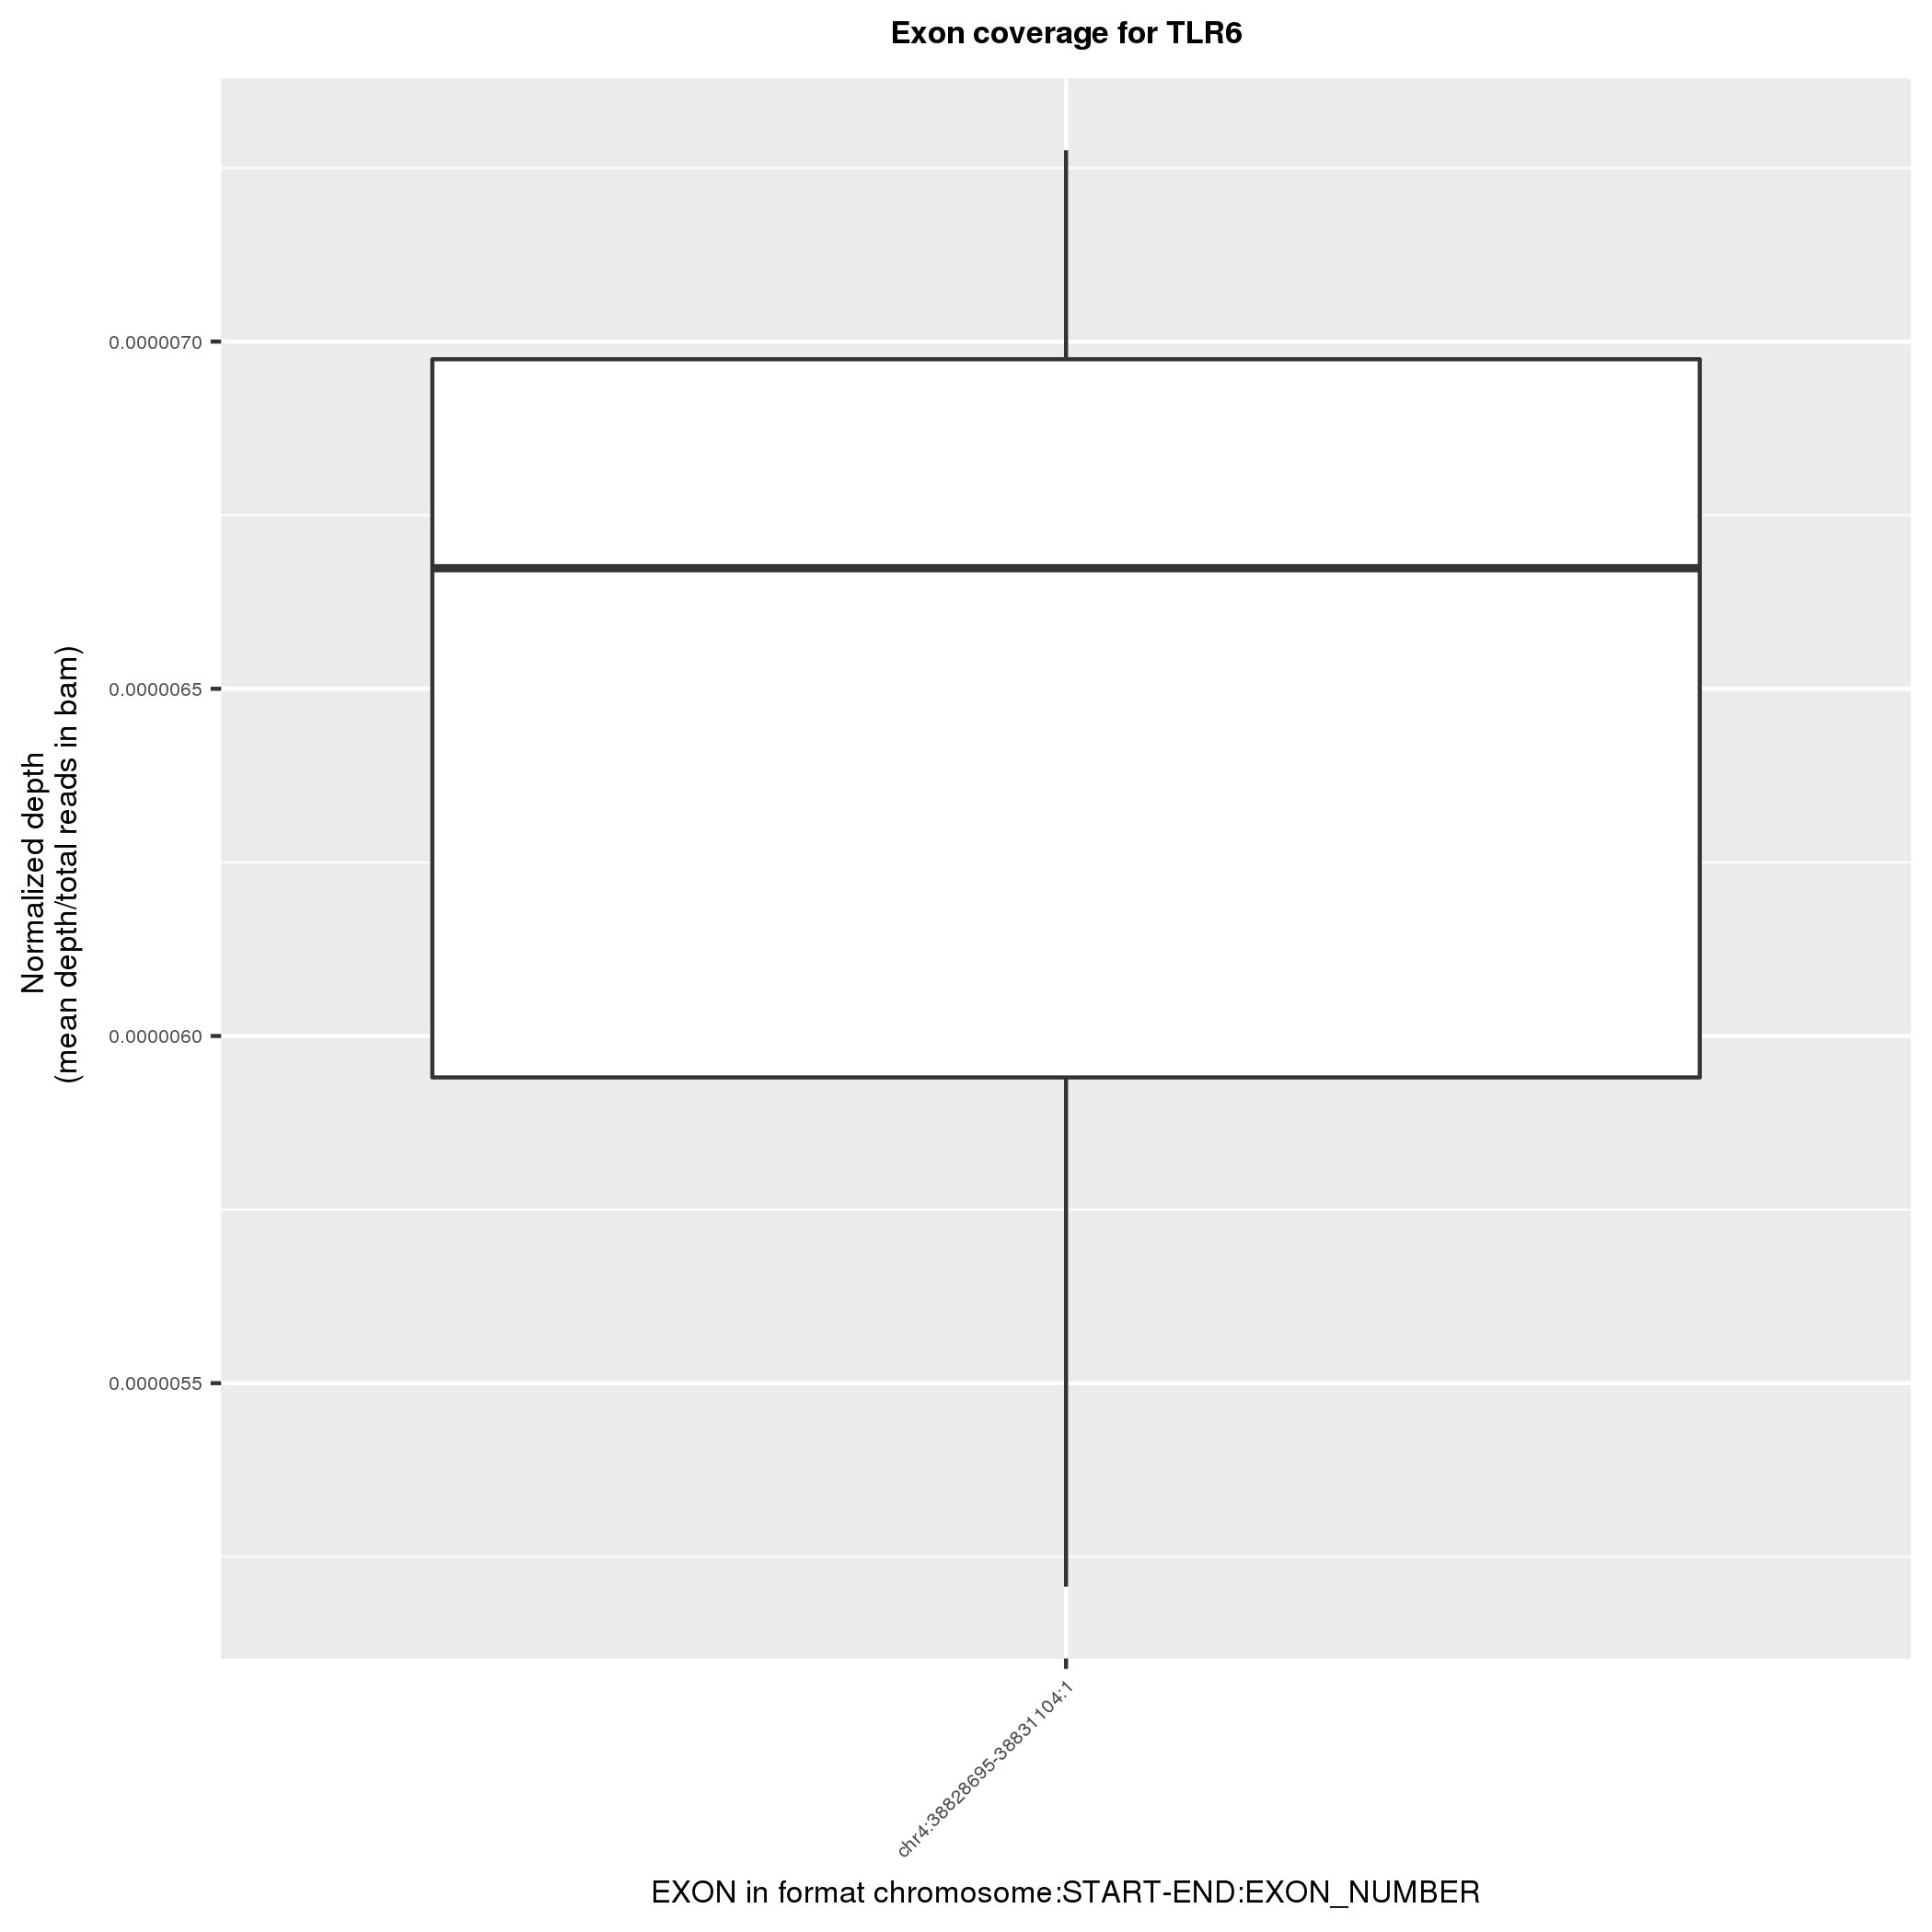 Exon coverage for TLR6
Normalized depth
(mean depth/total reads in bam)
0.0000070
0.0000065
0.0000060
0.0000055
chr4:38828695-38831104:1
EXON in format chromosome:START-END:EXON_NUMBER